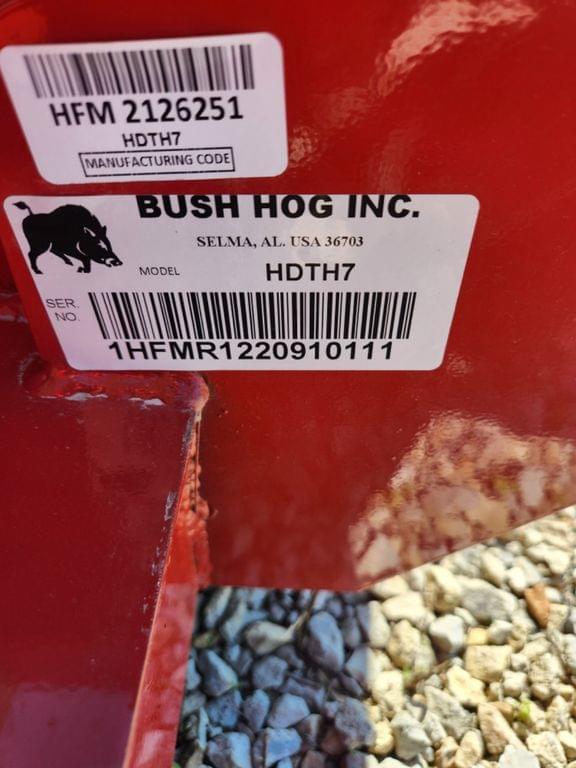 HFM 2126251
HDTH7
MANUFACTURING CODE
BUSH HOG INC.
SELMA, AL. USA 36703
MODEL HDTH7
SER. NO.
1HFMR1220910111